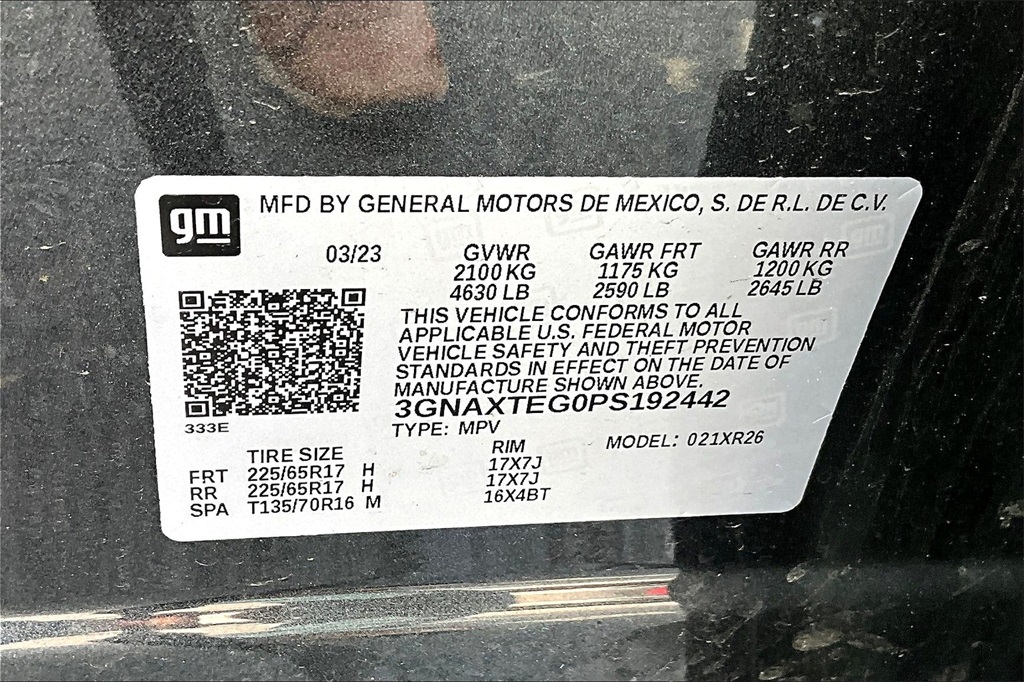 gm MFD BY GENERAL MOTORS DE MEXICO, S. DE R.L. DE C.V.
03/23 GVWR GAWR FRT GAWR RR
2100 KG 1175 KG 1200 KG
4630 LB 2590 LB 2645 LB
THIS VEHICLE CONFORMS TO ALL
APPLICABLE U.S. FEDERAL MOTOR
VEHICLE SAFETY AND THEFT PREVENTION
STANDARDS IN EFFECT ON THE DATE OF
MANUFACTURE SHOWN ABOVE.
3GNAXTEG0PS192442
333E
TYPE: MPV MODEL: 021XR26
TIRE SIZE RIM
FRT 225/65R17 H 17X7J
RR 225/65R17 H 17X7J
SPA T135/70R16 M 16X4BT